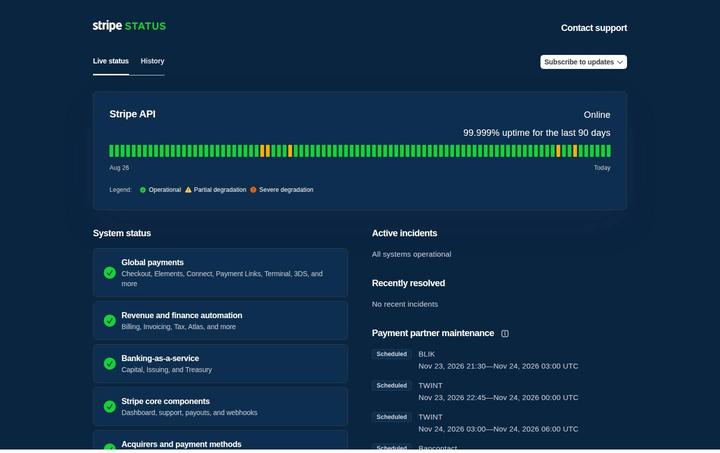 stripe STATUS
Contact support
Live status
History
Subscribe to updates
Stripe API
Online
99.999% uptime for the last 90 days
Aug 26
Today
Legend:
Operational
Partial degradation
Severe degradation
System status
Global payments
Checkout, Elements, Connect, Payment Links, Terminal, 3DS, and
more
Revenue and finance automation
Billing, Invoicing, Tax, Atlas, and more
Banking-as-a-service
Capital, Issuing, and Treasury
Stripe core components
Dashboard, support, payouts, and webhooks
Acquirers and payment methods
Active incidents
All systems operational
Recently resolved
No recent incidents
Payment partner maintenance
Scheduled
BLIK
Nov 23, 2026 21:30—Nov 24, 2026 03:00 UTC
Scheduled
TWINT
Nov 23, 2026 22:45—Nov 24, 2026 00:00 UTC
Scheduled
TWINT
Nov 24, 2026 03:00—Nov 24, 2026 06:00 UTC
Scheduled
Bancontact